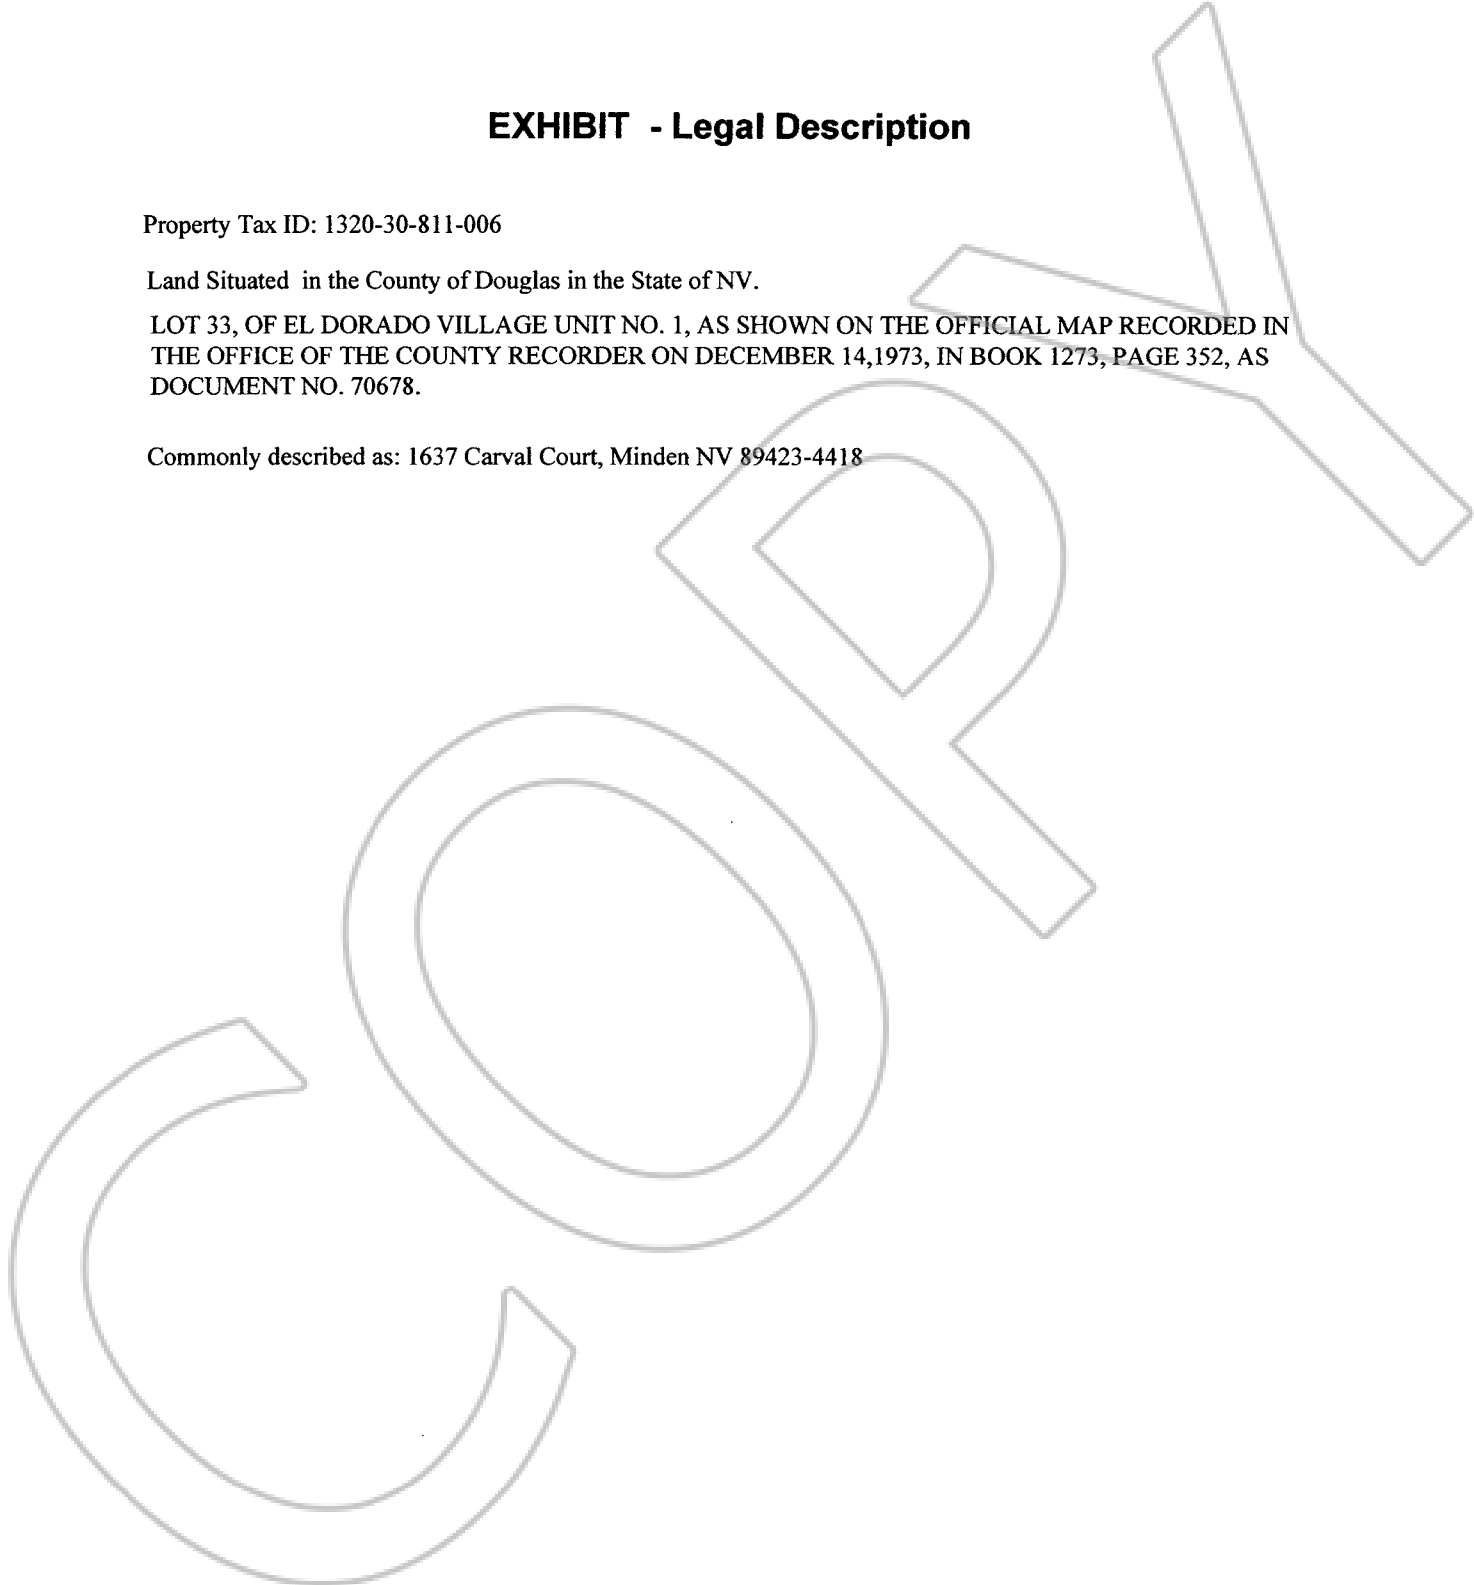 EXHIBIT - Legal Description
Property Tax ID: 1320-30-811-006
Land Situated in the County of Douglas in the State of NV.
LOT 33, OF EL DORADO VILLAGE UNIT NO. 1, AS SHOWN ON THE OFFICIAL MAP RECORDED IN
THE OFFICE OF THE COUNTY RECORDER ON DECEMBER 14,1973, IN BOOK 1273, PAGE 352, AS
DOCUMENT NO. 70678.
Commonly described as: 1637 Carval Court, Minden NV 89423-4418
COPY